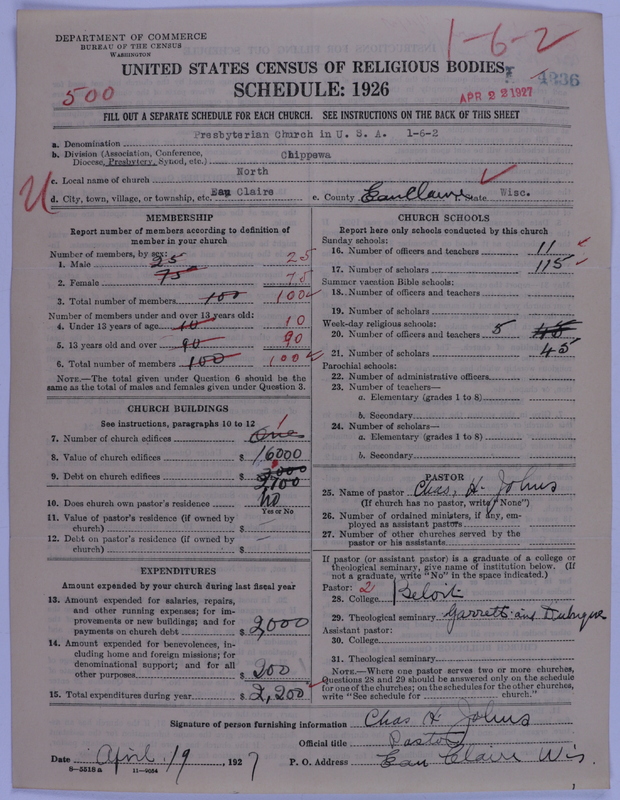 DEPARTMENT OF COMMERCE
BUREAU OF THE CENSUS
WASHINGTON
1-6-2
UNITED STATES CENSUS OF RELIGIOUS BODIES
500
SCHEDULE: 1926
APR 22 1927
FILL OUT A SEPARATE SCHEDULE FOR EACH CHURCH. SEE INSTRUCTIONS ON THE BACK OF THIS SHEET
a. Denomination Presbyterian Church in U. S. A. 1-6-2
b. Division (Association, Conference, Diocese, Presbytery, Synod, etc.) Chippewa
c. Local name of church North
d. City, town, village, or township, etc. Eau Claire e. County Eau Claire f. State Wisc.
MEMBERSHIP
Report number of members according to definition of
member in your church
Number of members, by sex:
1. Male 25 25
2. Female 75 75
3. Total number of members 100 100
Number of members under and over 13 years old:
4. Under 13 years of age 10 10
5. 13 years old and over 90 90
6. Total number of members 100 100
NOTE.—The total given under Question 6 should be the
same as the total of males and females given under Question 3.
CHURCH BUILDINGS
See instructions, paragraphs 10 to 12
7. Number of church edifices One 1
8. Value of church edifices $ 16000
9. Debt on church edifices $ 3,700
10. Does church own pastor's residence No
Yes or No
11. Value of pastor's residence (if owned by
church) $
12. Debt on pastor's residence (if owned by
church) $
EXPENDITURES
Amount expended by your church during last fiscal year
13. Amount expended for salaries, repairs,
and other running expenses; for im-
provements or new buildings; and for
payments on church debt $ 2,000
14. Amount expended for benevolences, in-
cluding home and foreign missions; for
denominational support; and for all
other purposes $ 200
15. Total expenditures during year $ 2,200
CHURCH SCHOOLS
Report here only schools conducted by this church
Sunday schools:
16. Number of officers and teachers 11
17. Number of scholars 115
Summer vacation Bible schools:
18. Number of officers and teachers
19. Number of scholars
Week-day religious schools:
20. Number of officers and teachers 5 45
21. Number of scholars 45
Parochial schools:
22. Number of administrative officers
23. Number of teachers—
a. Elementary (grades 1 to 8)
b. Secondary
24. Number of scholars—
a. Elementary (grades 1 to 8)
b. Secondary
PASTOR
25. Name of pastor Chas. H. Johns
(If church has no pastor, write "None")
26. Number of ordained ministers, if any, em-
ployed as assistant pastors
27. Number of other churches served by the
pastor or his assistants
If pastor (or assistant pastor) is a graduate of a college or
theological seminary, give name of institution below. (If
not a graduate, write "No" in the space indicated.)
Pastor: 2
28. College Beloit
29. Theological seminary Garrett and Dubuque
Assistant pastor:
30. College
31. Theological seminary
NOTE.—Where one pastor serves two or more churches,
Questions 28 and 29 should be answered only on the schedule
for one of the churches; on the schedules for the other churches,
write "See schedule for church."
Signature of person furnishing information Chas H Johns
Official title Pastor
Date April 19, 1927 P. O. Address Eau Claire Wis.
8-5518 a 11-9054